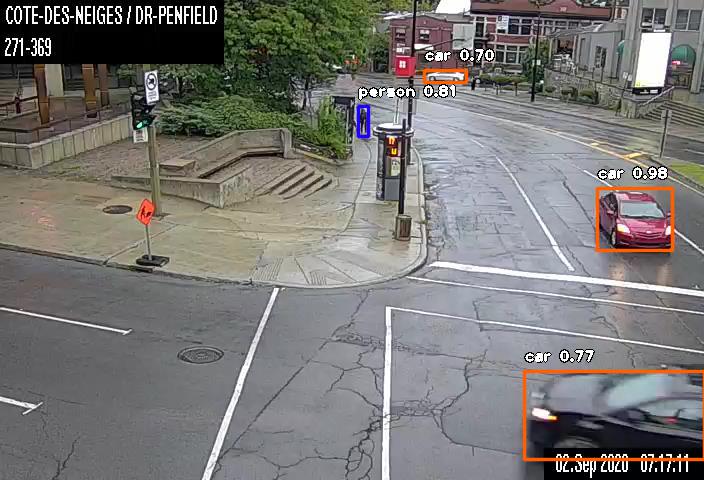 COTE-DES-NEIGES / DR-PENFIELD
271-369
car 0.70
person 0.81
car 0.98
car 0.77
02.Sep 2020 07:17:11